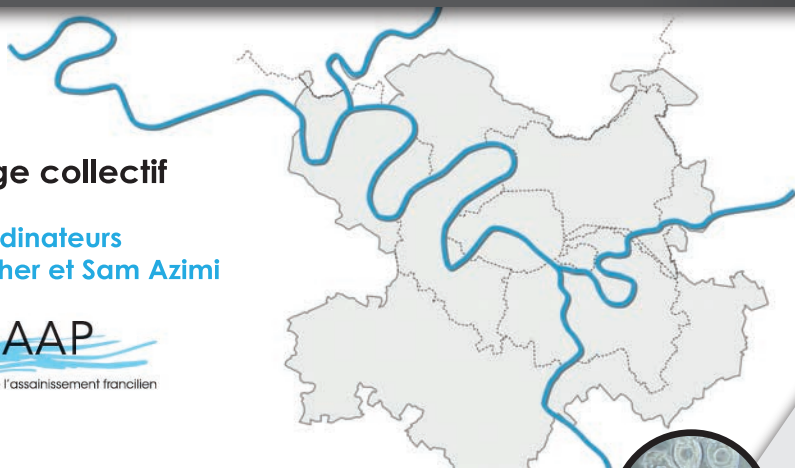 ge collectif
dinateurs
her et Sam Azimi
AAP
l'assainissement francilien